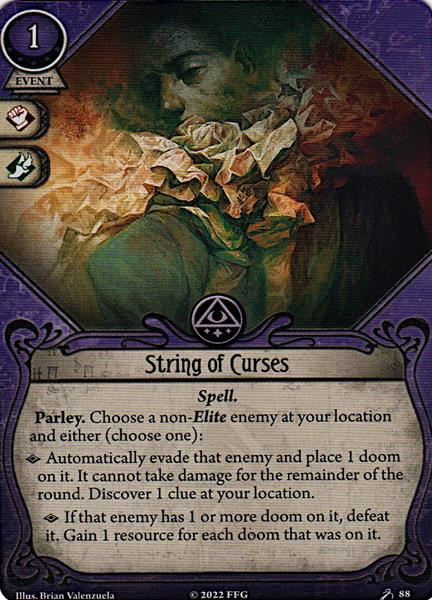 1
EVENT
String of Curses
Spell.
Parley. Choose a non-Elite enemy at your location
and either (choose one):
Automatically evade that enemy and place 1 doom
on it. It cannot take damage for the remainder of the
round. Discover 1 clue at your location.
If that enemy has 1 or more doom on it, defeat
it. Gain 1 resource for each doom that was on it.
Illus. Brian Valenzuela
© 2022 FFG
88